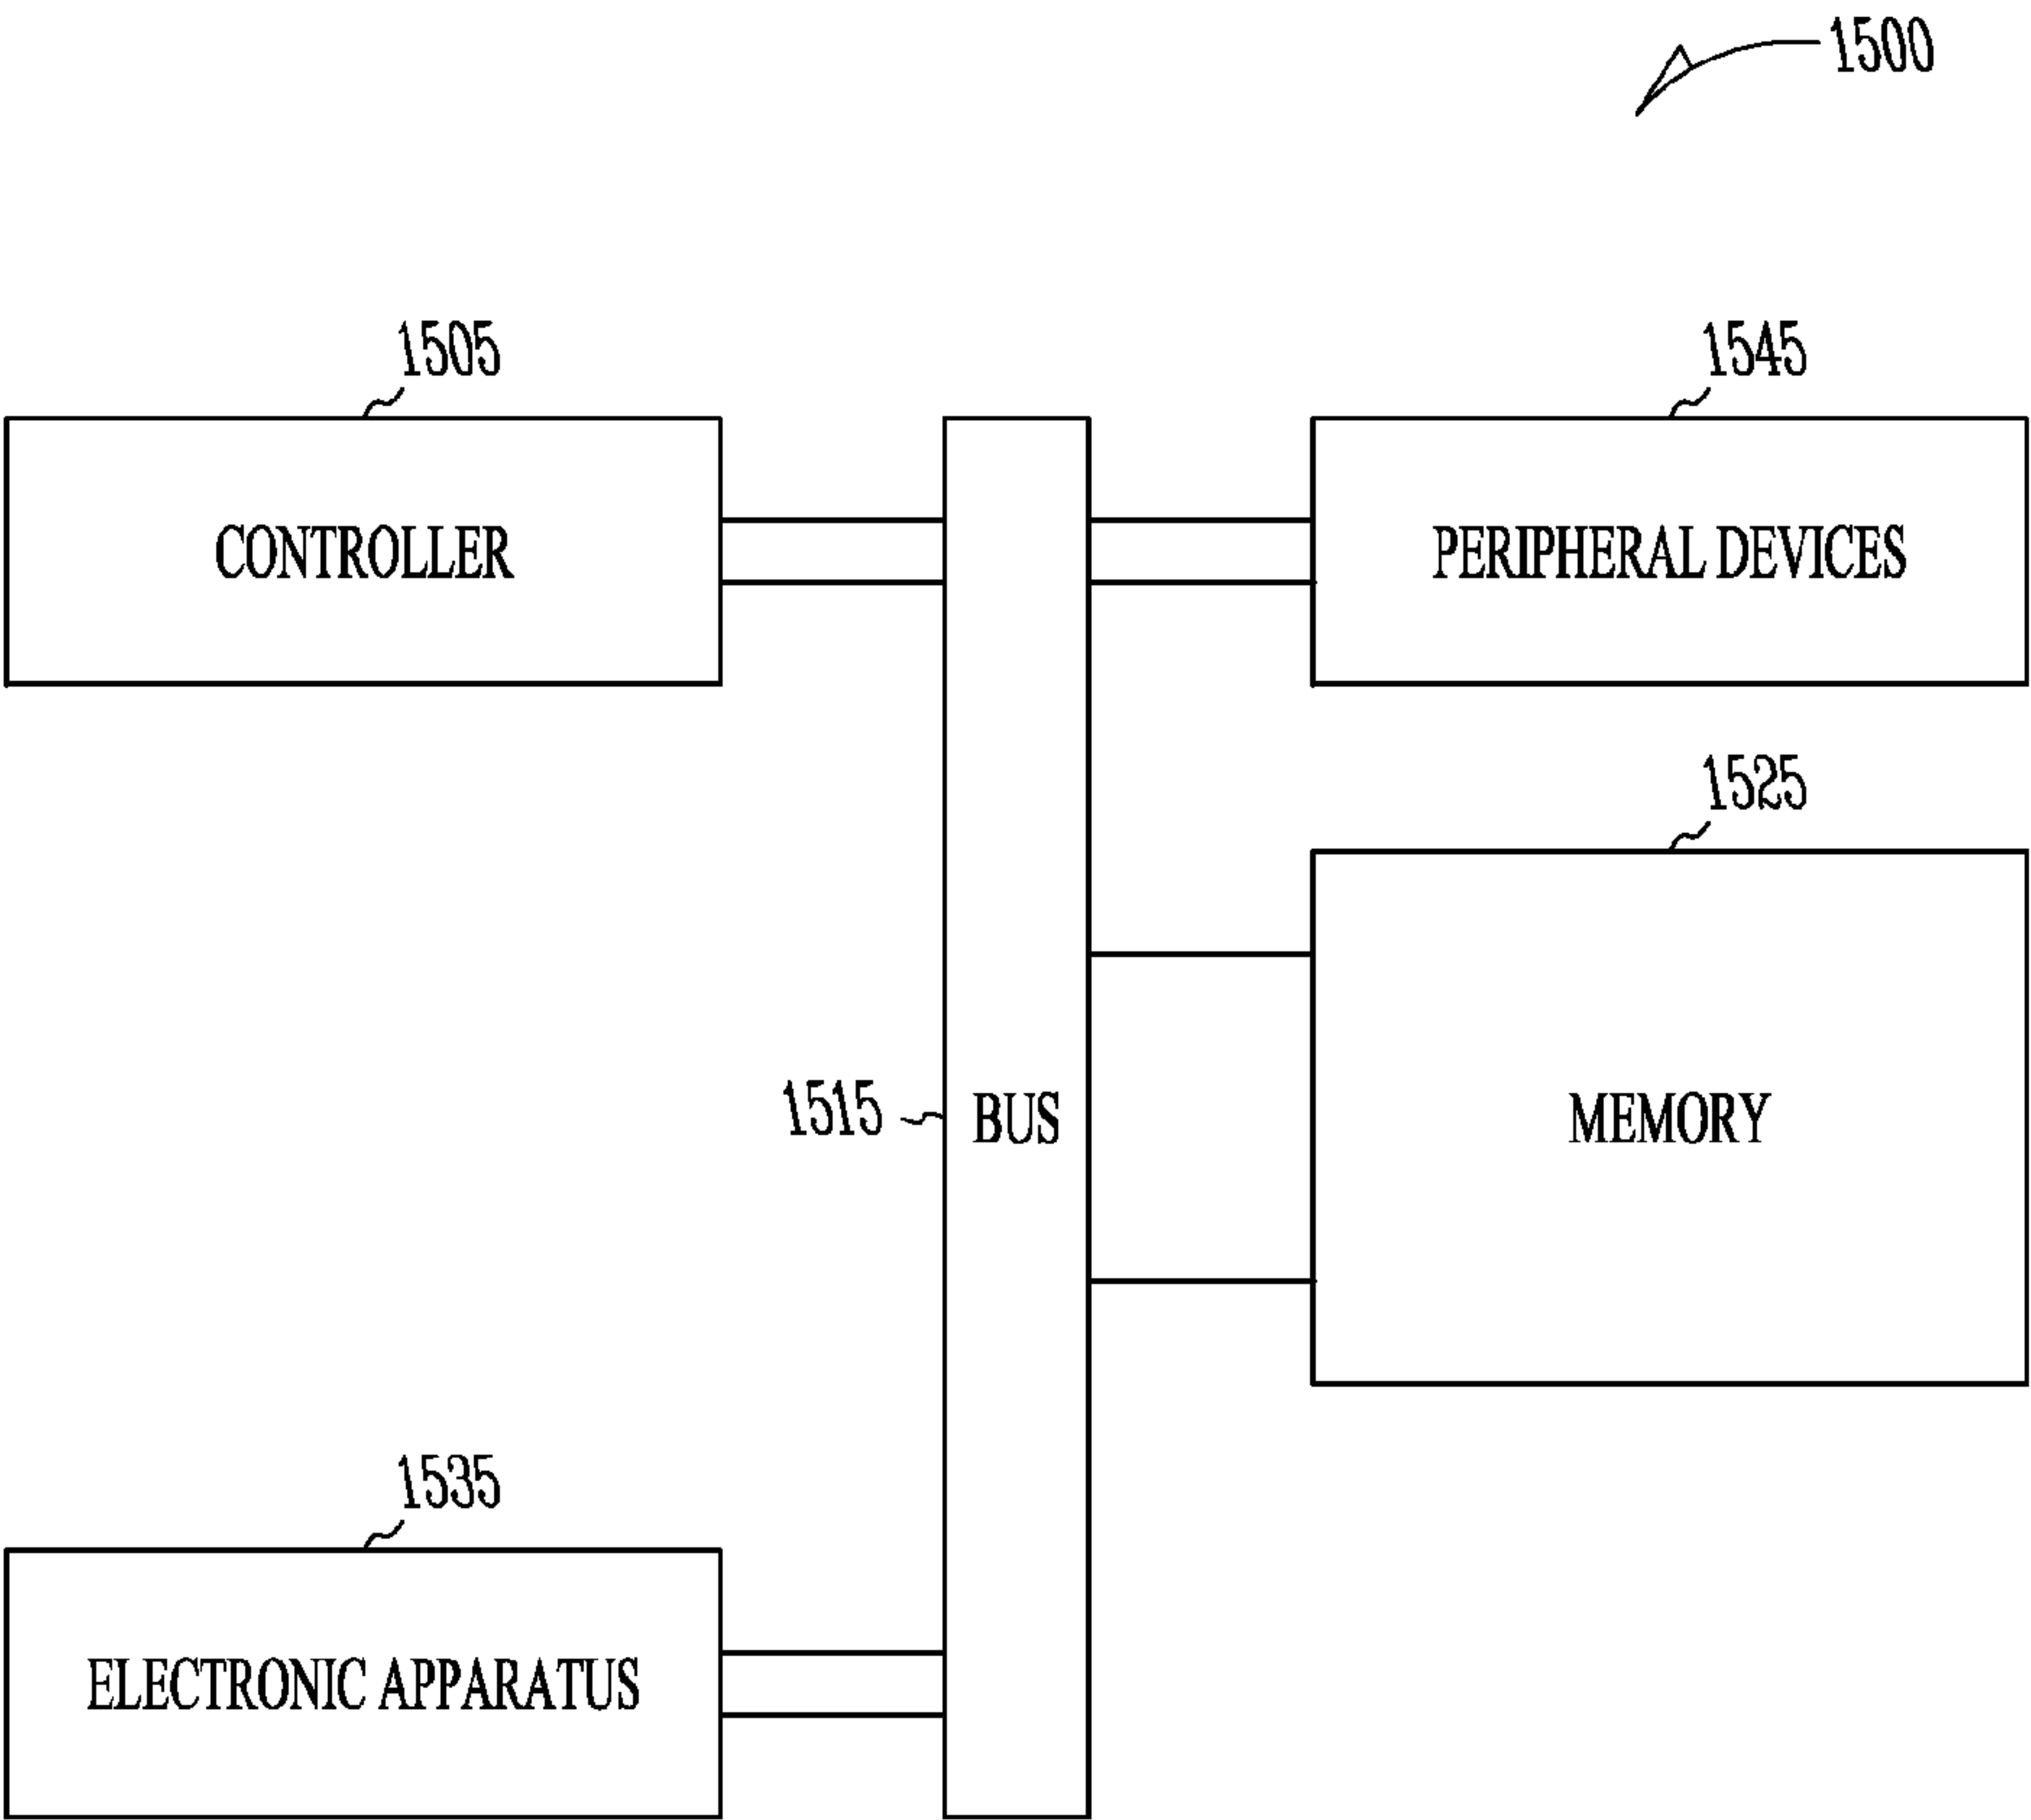 1500
1505
1545
CONTROLLER
PERIPHERAL DEVICES
1525
1515
BUS
MEMORY
1535
ELECTRONIC APPARATUS